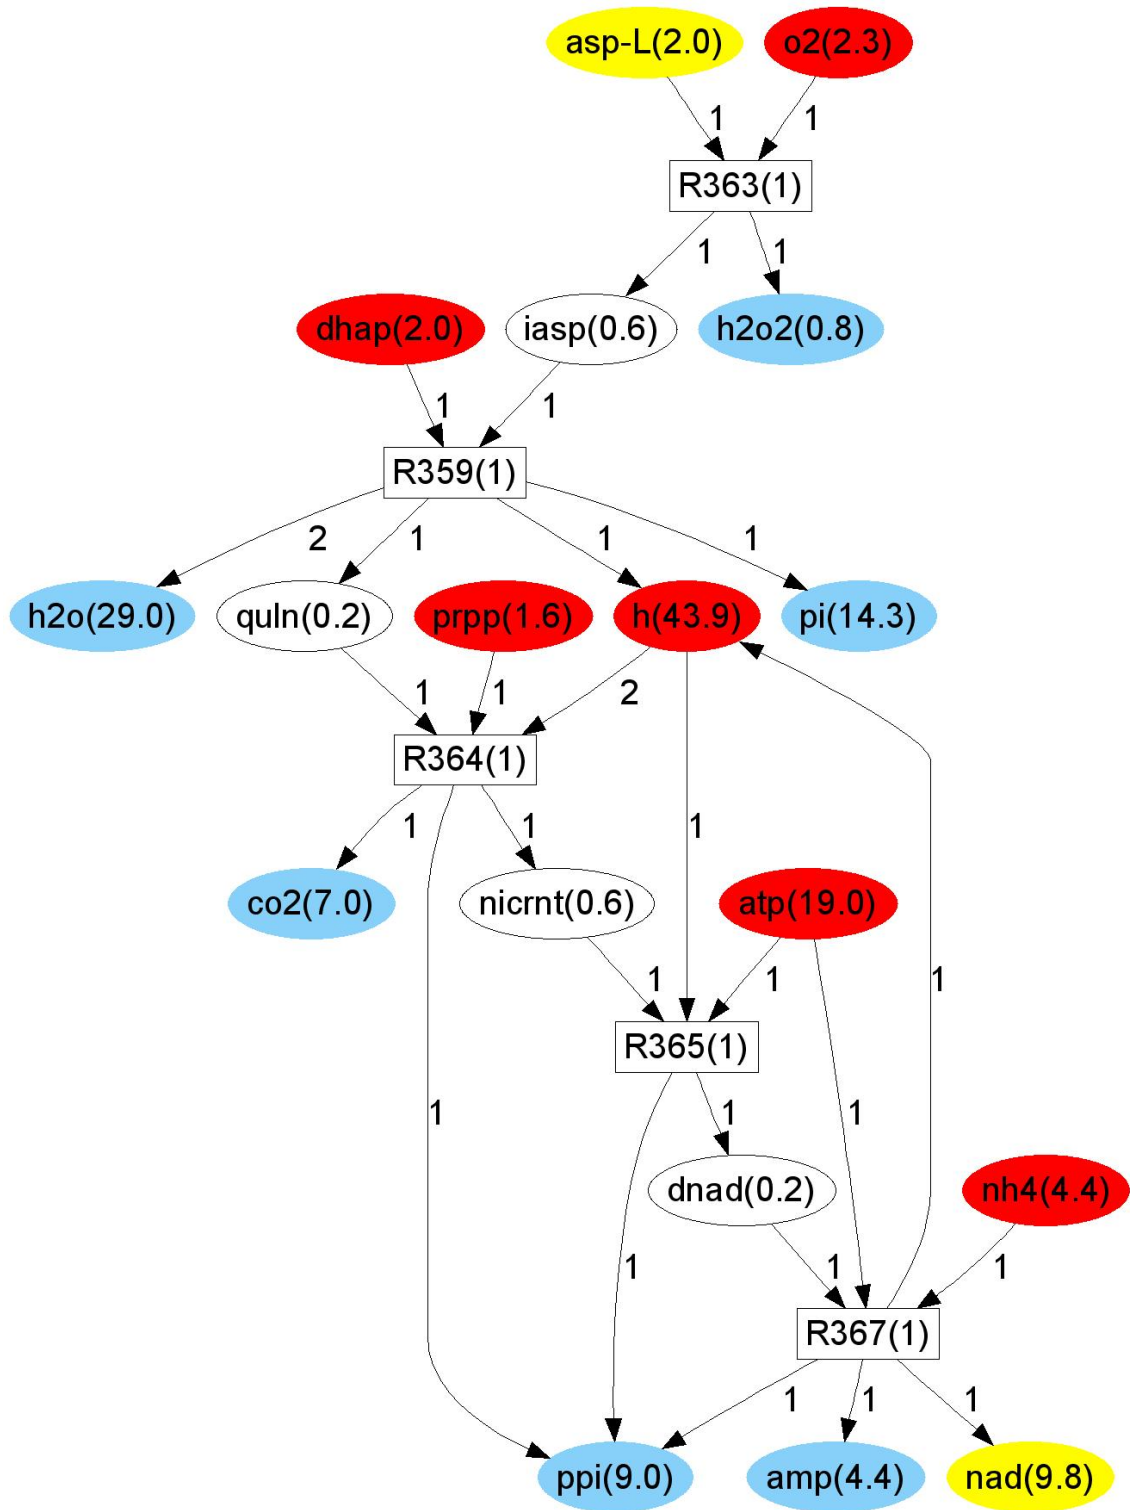 asp-L(2.0) o2(2.3)
1 1
R363(1)
1 1
dhap(2.0) iasp(0.6) h2o2(0.8)
1 1
R359(1)
2 1 1 1
h2o(29.0) quln(0.2) prpp(1.6) h(43.9) pi(14.3)
1 1 2
R364(1)
1 1 1
co2(7.0) nicrnt(0.6) atp(19.0)
1 1 1
R365(1)
1 1 1
dnad(0.2) nh4(4.4)
1 1 1
R367(1)
1 1 1
ppi(9.0) amp(4.4) nad(9.8)